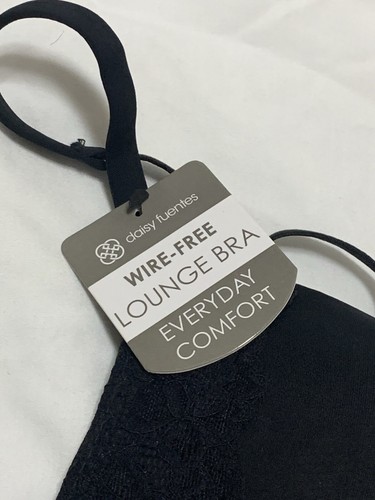 daisy fuentes
WIRE-FREE
LOUNGE BRA
EVERYDAY
COMFORT